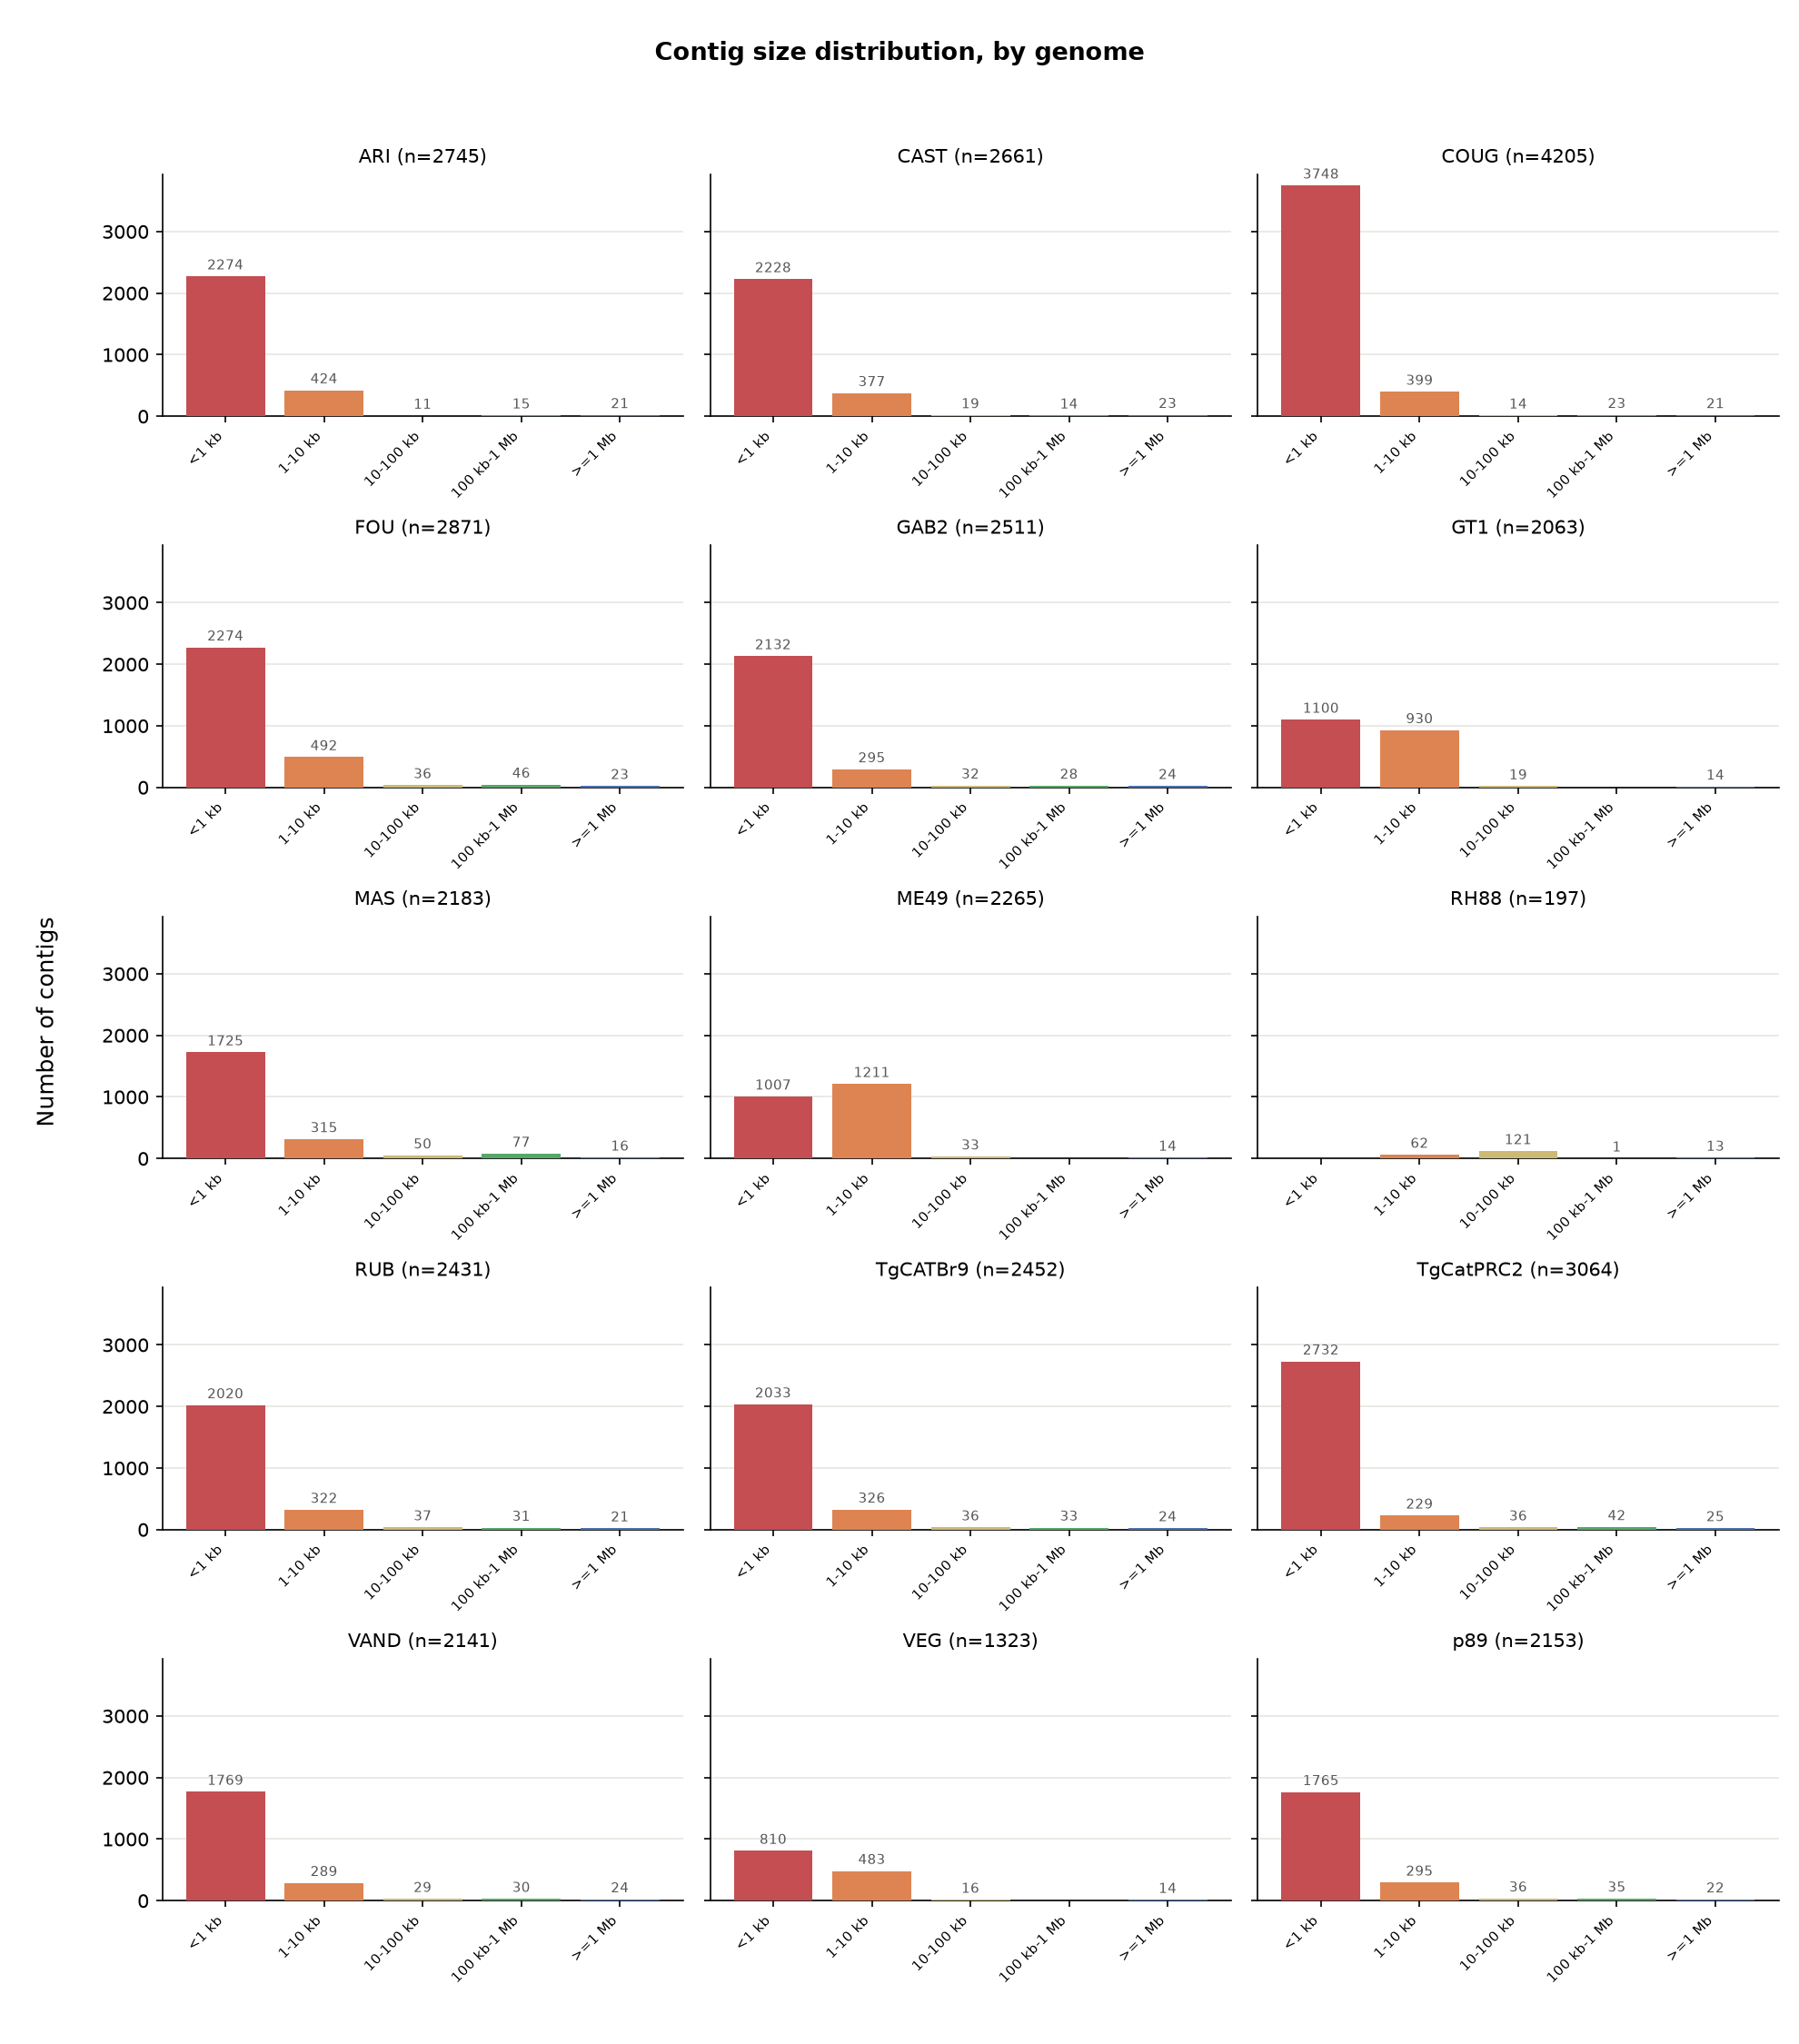 Contig size distribution, by genome
Number of contigs
ARI (n=2745)
3000
2000
1000
0
2274
424
11
15
21
<1 kb
1-10 kb
10-100 kb
100 kb-1 Mb
>=1 Mb
CAST (n=2661)
2228
377
19
14
23
<1 kb
1-10 kb
10-100 kb
100 kb-1 Mb
>=1 Mb
COUG (n=4205)
3748
399
14
23
21
<1 kb
1-10 kb
10-100 kb
100 kb-1 Mb
>=1 Mb
FOU (n=2871)
3000
2000
1000
0
2274
492
36
46
23
<1 kb
1-10 kb
10-100 kb
100 kb-1 Mb
>=1 Mb
GAB2 (n=2511)
2132
295
32
28
24
<1 kb
1-10 kb
10-100 kb
100 kb-1 Mb
>=1 Mb
GT1 (n=2063)
1100
930
19
14
<1 kb
1-10 kb
10-100 kb
100 kb-1 Mb
>=1 Mb
MAS (n=2183)
3000
2000
1000
0
1725
315
50
77
16
<1 kb
1-10 kb
10-100 kb
100 kb-1 Mb
>=1 Mb
ME49 (n=2265)
1007
1211
33
14
<1 kb
1-10 kb
10-100 kb
100 kb-1 Mb
>=1 Mb
RH88 (n=197)
62
121
1
13
<1 kb
1-10 kb
10-100 kb
100 kb-1 Mb
>=1 Mb
RUB (n=2431)
3000
2000
1000
0
2020
322
37
31
21
<1 kb
1-10 kb
10-100 kb
100 kb-1 Mb
>=1 Mb
TgCATBr9 (n=2452)
2033
326
36
33
24
<1 kb
1-10 kb
10-100 kb
100 kb-1 Mb
>=1 Mb
TgCatPRC2 (n=3064)
2732
229
36
42
25
<1 kb
1-10 kb
10-100 kb
100 kb-1 Mb
>=1 Mb
VAND (n=2141)
3000
2000
1000
0
1769
289
29
30
24
<1 kb
1-10 kb
10-100 kb
100 kb-1 Mb
>=1 Mb
VEG (n=1323)
810
483
16
14
<1 kb
1-10 kb
10-100 kb
100 kb-1 Mb
>=1 Mb
p89 (n=2153)
1765
295
36
35
22
<1 kb
1-10 kb
10-100 kb
100 kb-1 Mb
>=1 Mb